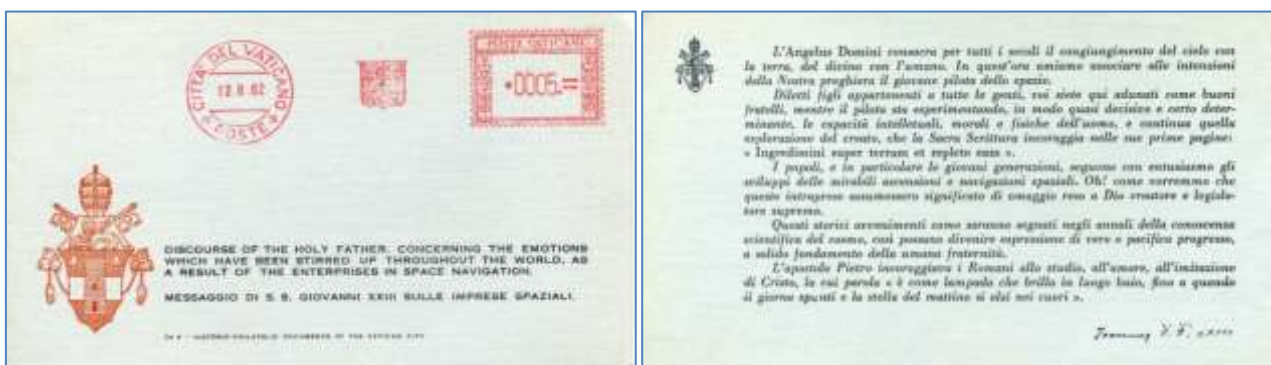 CITTÀ DEL VATICANO
12 8 62
POSTE
POSTE VATICANE
0005
DISCOURSE OF THE HOLY FATHER, CONCERNING THE EMOTIONS
WHICH HAVE BEEN STIRRED UP THROUGHOUT THE WORLD, AS
A RESULT OF THE ENTERPRISES IN SPACE NAVIGATION.
MESSAGGIO DI S. S. GIOVANNI XXIII SULLE IMPRESE SPAZIALI.
HISTORIC-PHILATELIC DOCUMENTS OF THE VATICAN CITY
L'Angelus Domini consacra per tutti i secoli il congiungimento del cielo con
la terra, del divino con l'umano. In quest'ora amiamo associare alle intenzioni
della Nostra preghiera il giovane pilota dello spazio.
Diletti figli appartenenti a tutte le genti, voi siete qui adunati come buoni
fratelli, mentre il pilota sta esperimentando, in modo quasi decisivo e certo deter-
minante, le capacità intellettuali, morali e fisiche dell'uomo, e continua quella
esplorazione del creato, che la Sacra Scrittura incoraggia nelle sue prime pagine:
« Ingredimini super terram et replete eam ».
I popoli, e in particolare le giovani generazioni, seguono con entusiasmo gli
sviluppi delle mirabili ascensioni e navigazioni spaziali. Oh! come vorremmo che
queste intraprese assumessero significato di omaggio reso a Dio creatore e legisla-
tore supremo.
Questi storici avvenimenti come saranno segnati negli annali della conoscenza
scientifica del cosmo, così possano divenire espressione di vero e pacifico progresso,
a solido fondamento della umana fraternità.
L'apostolo Pietro incoraggiava i Romani allo studio, all'amore, all'imitazione
di Cristo, la cui parola « è come lampada che brilla in luogo buio, fino a quando
il giorno spunti e la stella del mattino si alzi nei cuori ».